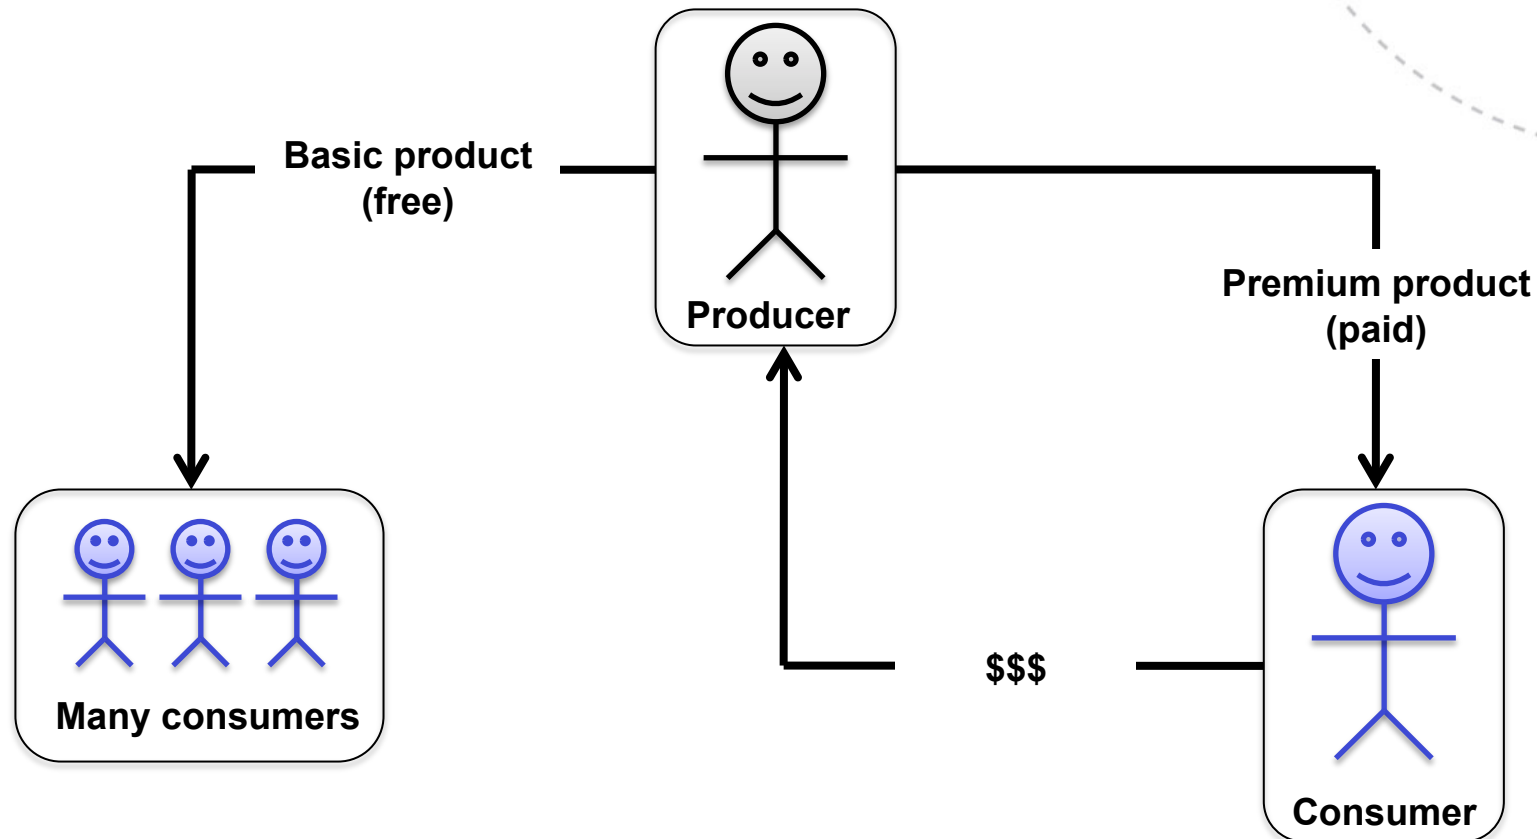 Basic product
(free)
Producer
Premium product
(paid)
$$$
Many consumers
Consumer